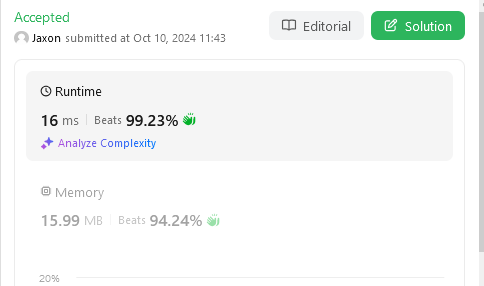 Accepted
Jaxon submitted at Oct 10, 2024 11:43
Editorial
Solution
Runtime
16 ms | Beats 99.23%
Analyze Complexity
Memory
15.99 MB | Beats 94.24%
20%